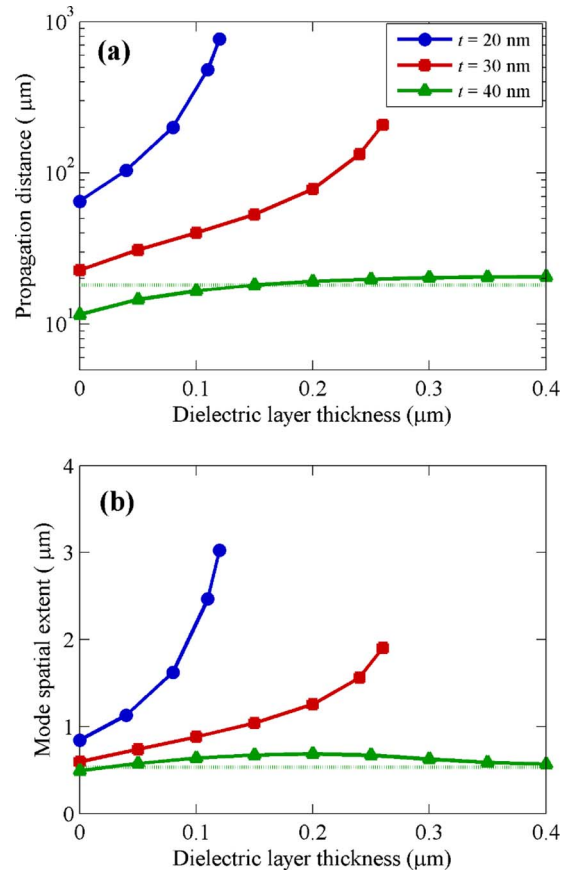 10³
(a)
t = 20 nm
t = 30 nm
t = 40 nm
10²
10¹
Propagation distance ( μm)
0
0.1
0.2
0.3
0.4
Dielectric layer thickness (μm)
4
(b)
3
2
1
0
Mode spatial extent ( μm)
0
0.1
0.2
0.3
0.4
Dielectric layer thickness (μm)